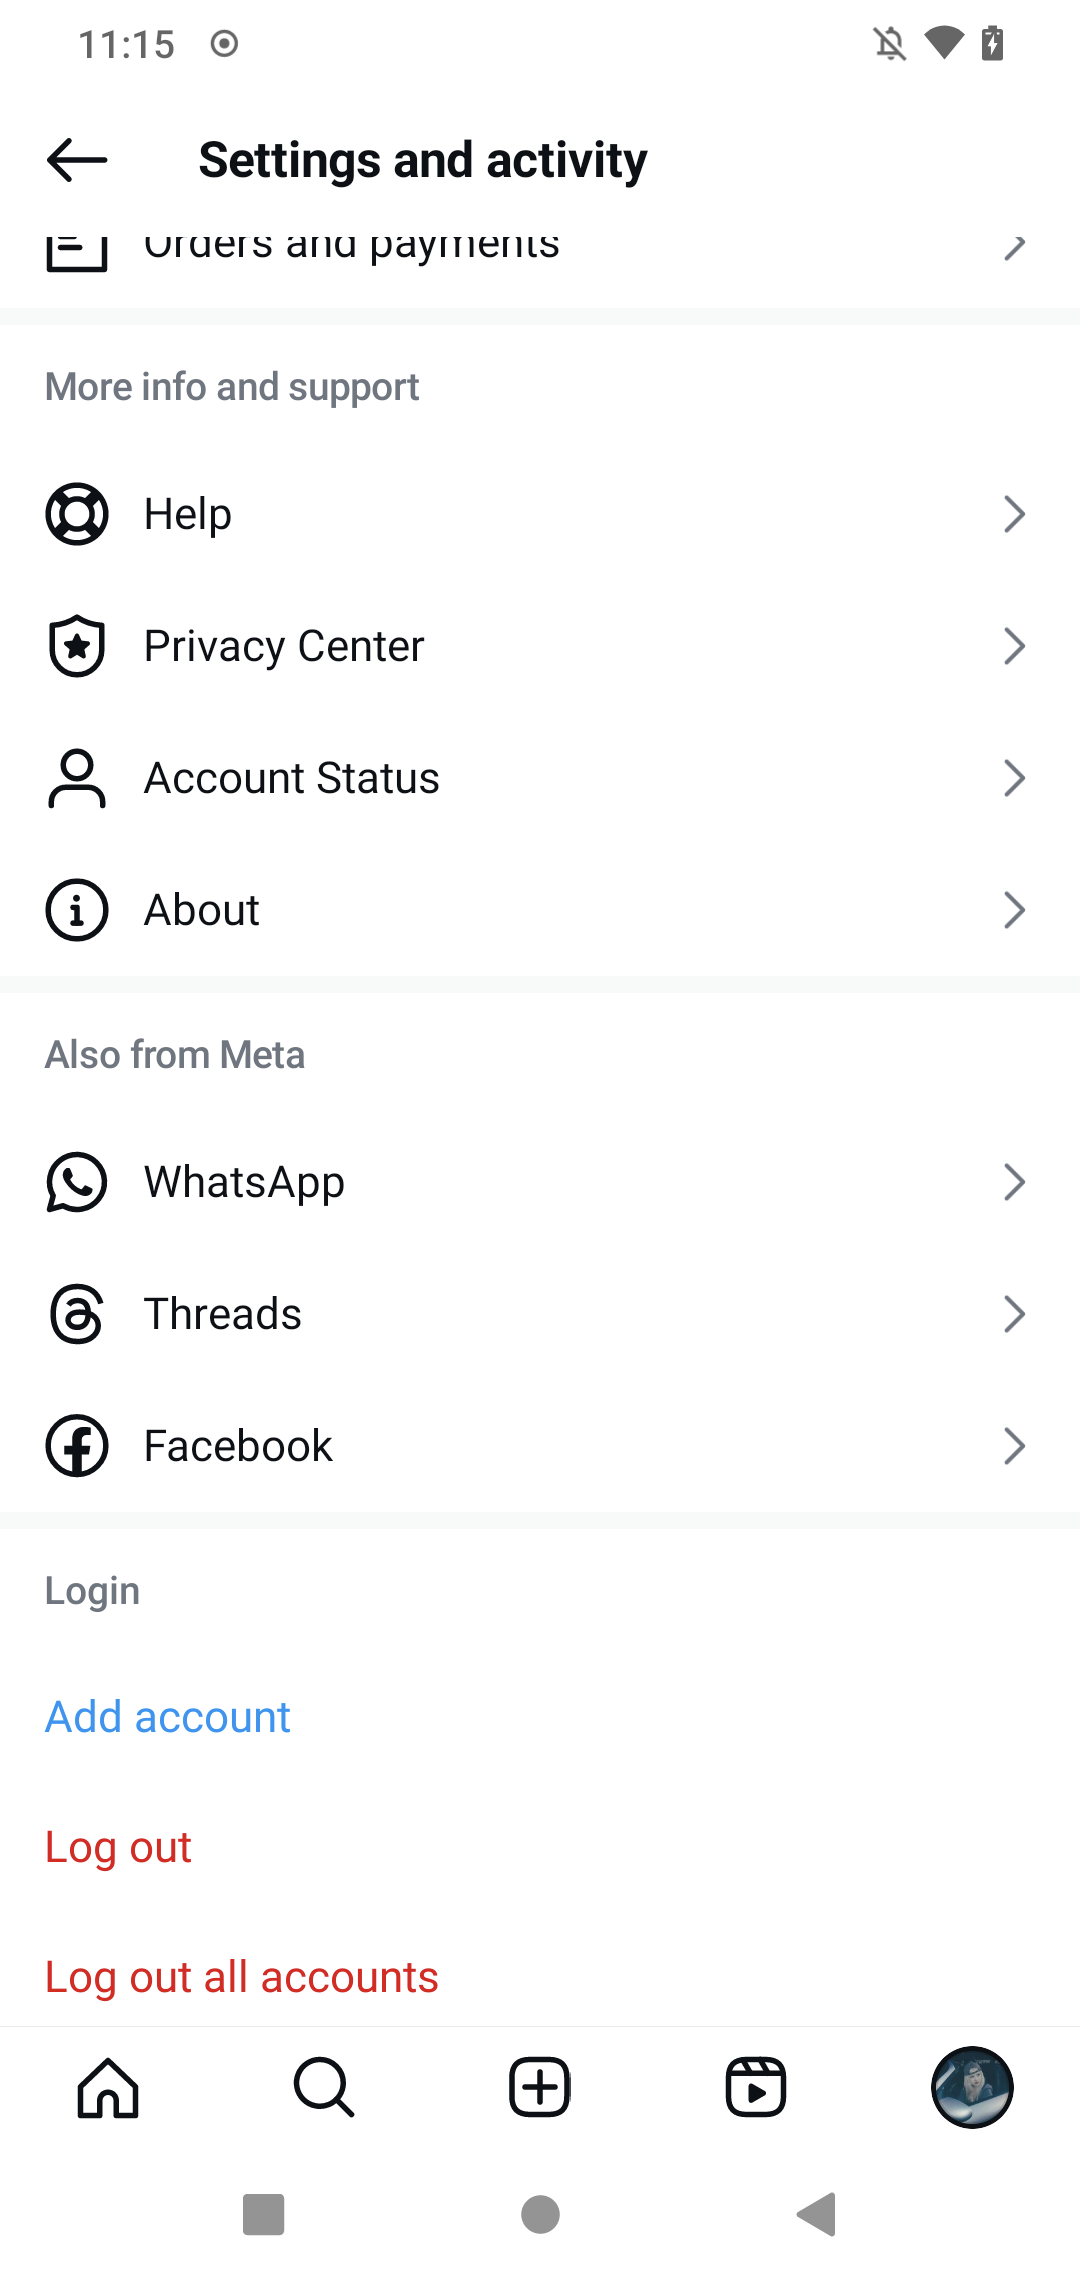 11:15
Settings and activity
Orders and payments
More info and support
Help
Privacy Center
Account Status
About
Also from Meta
WhatsApp
Threads
Facebook
Login
Add account
Log out
Log out all accounts